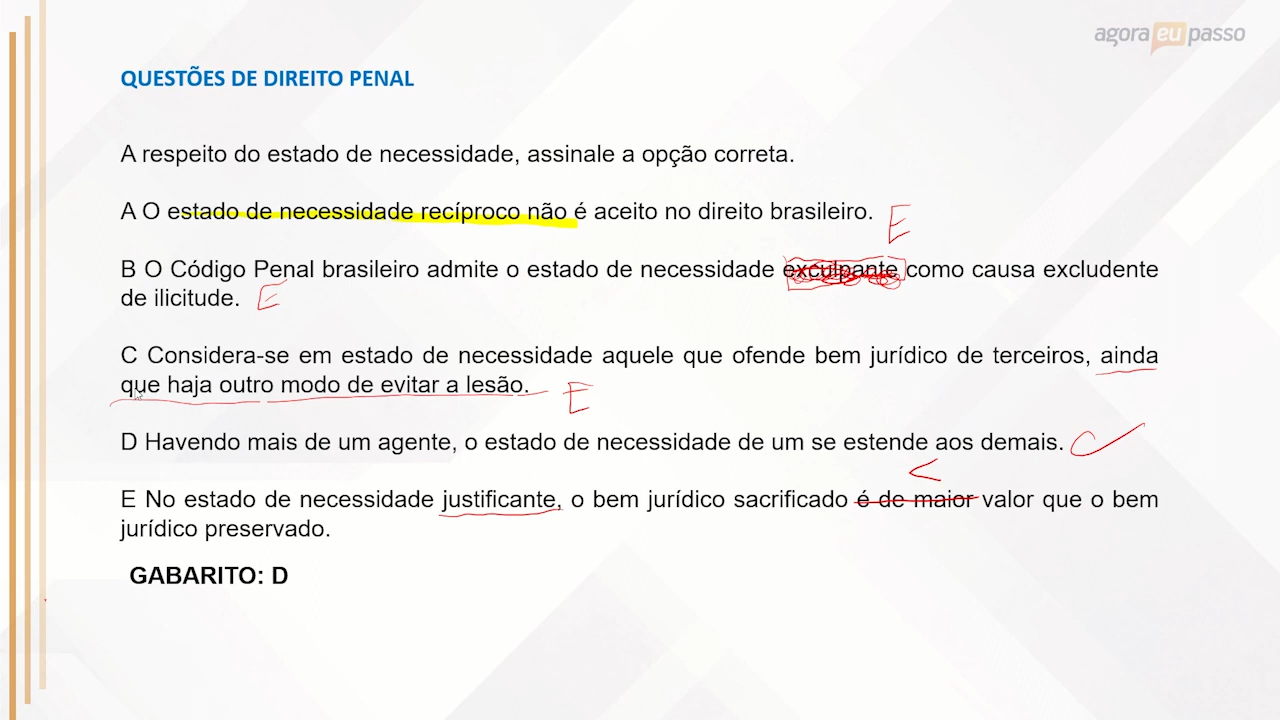 agora eu passo
QUESTÕES DE DIREITO PENAL
A respeito do estado de necessidade, assinale a opção correta.
A O estado de necessidade recíproco não é aceito no direito brasileiro. E
B O Código Penal brasileiro admite o estado de necessidade exculpante como causa excludente
de ilicitude. E
C Considera-se em estado de necessidade aquele que ofende bem jurídico de terceiros, ainda
que haja outro modo de evitar a lesão. E
D Havendo mais de um agente, o estado de necessidade de um se estende aos demais. C
<
E No estado de necessidade justificante, o bem jurídico sacrificado é de maior valor que o bem
jurídico preservado.
GABARITO: D